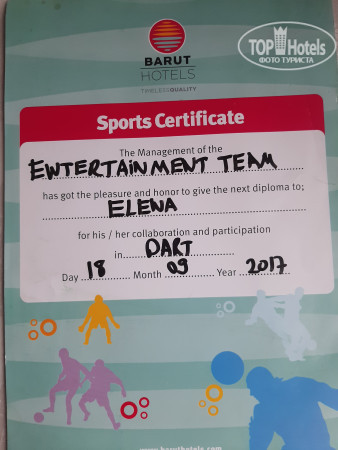 BARUT
HOTELS
TIMELESSQUALITY
TOP Hotels
ФОТО ТУРИСТА
Sports Certificate
The Management of the
EWTERTAINMENT TEAM
has got the pleasure and honor to give the next diploma to;
ELENA
for his / her collaboration and participation
in DART
Day 18 Month 09 Year 2017
www.baruthotels.com